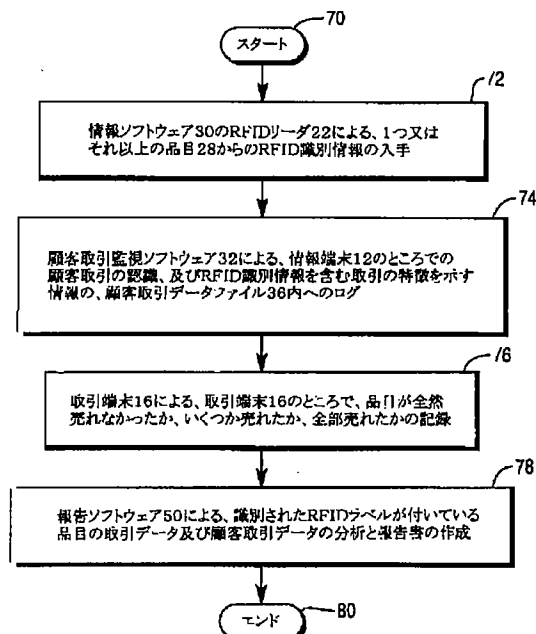 70
スタート
72
情報ソフトウェア30のRFIDリーダ22による、1つ又は
それ以上の品目28からのRFID識別情報の入手
74
顧客取引監視ソフトウェア32による、情報端末12のところでの
顧客取引の認識、及びRFID識別情報を含む取引の特徴を示す
情報の、顧客取引データファイル36内へのログ
76
取引端末16による、取引端末16のところで、品目が全然
売れなかったか、いくつか売れたか、全部売れたかの記録
78
報告ソフトウェア50による、識別されたRFIDラベルが付いている
品目の取引データ及び顧客取引データの分析と報告書の作成
エンド
80